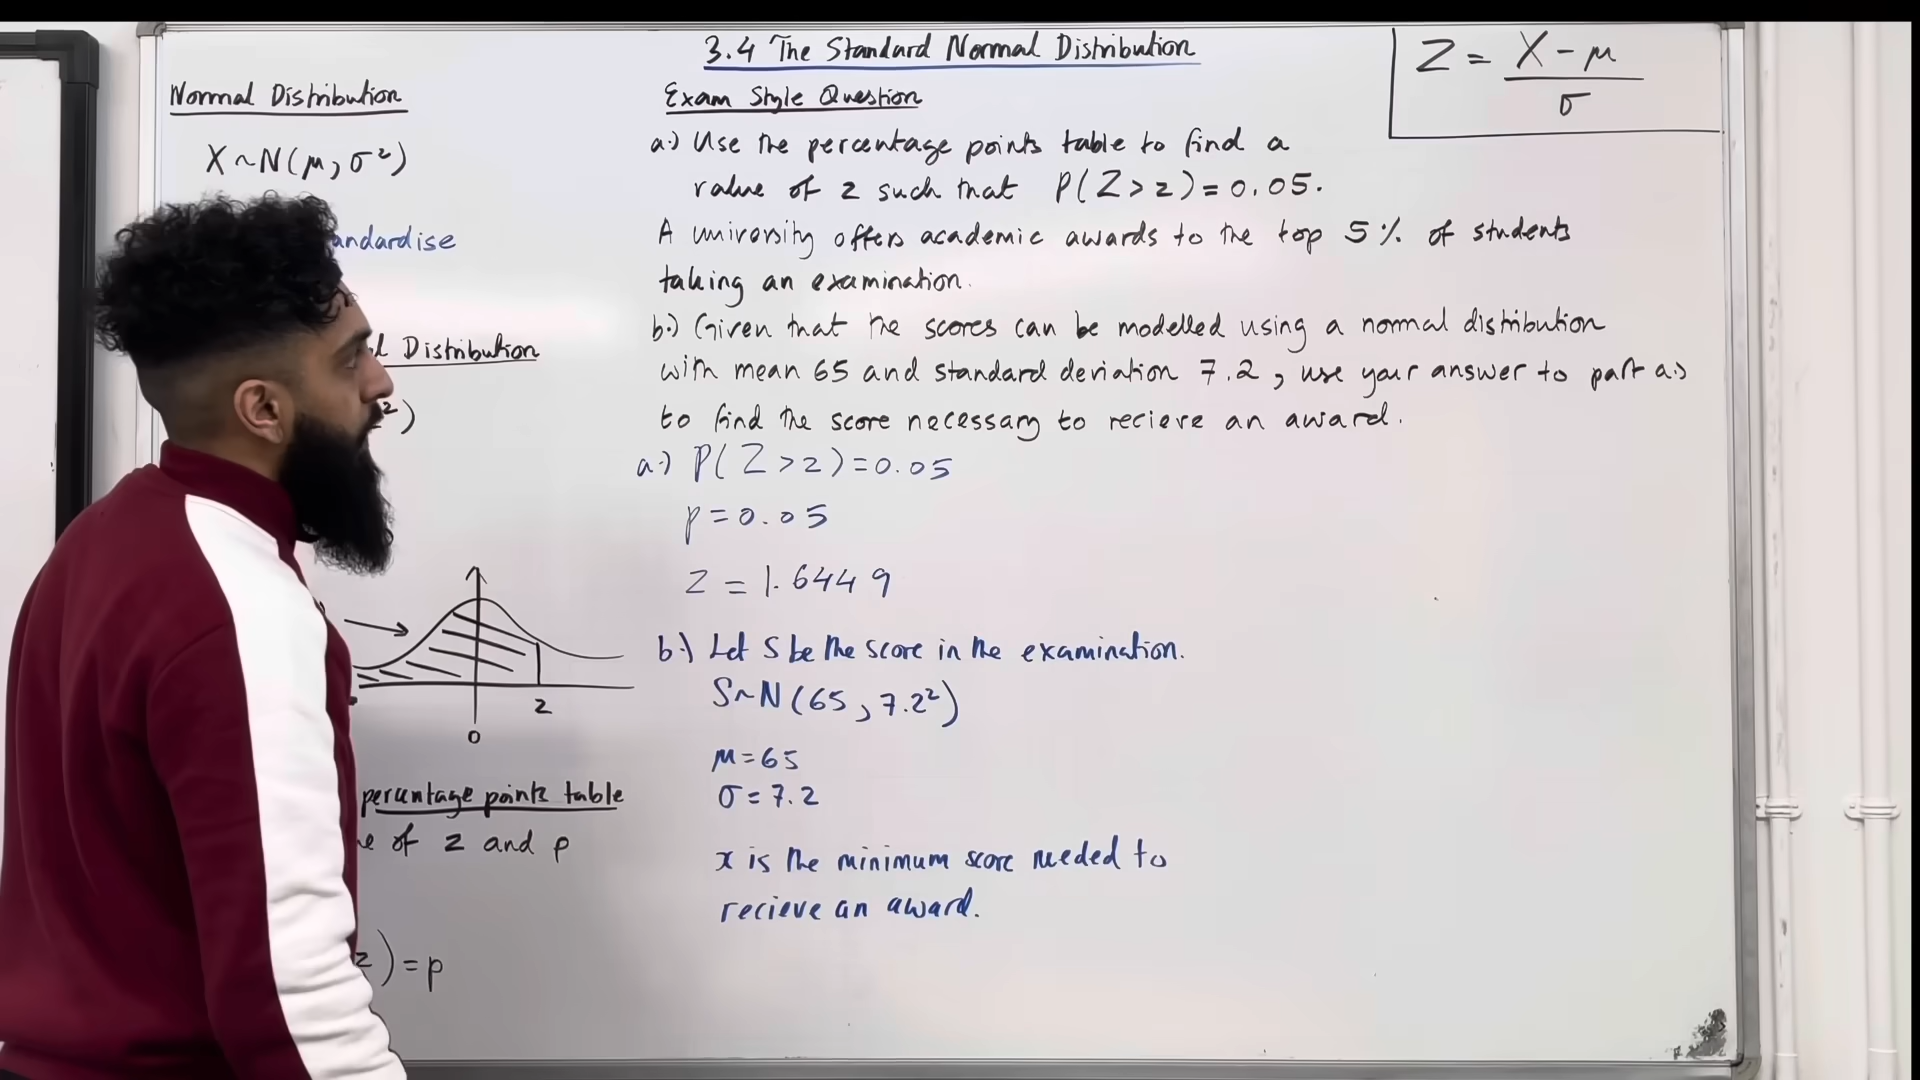 3.4 The Standard Normal Distribution
Z = X - μ / σ
Normal Distribution
X ~ N(μ, σ²)
andardise
l Distribution
²)
0
z
percentage points table
e of z and p
z) = p
Exam Style Question
a.) Use the percentage points table to find a
value of z such that P(Z > z) = 0.05.
A university offers academic awards to the top 5% of students
taking an examination.
b.) Given that the scores can be modelled using a normal distribution
with mean 65 and standard deviation 7.2, use your answer to part a.)
to find the score necessary to recieve an award.
a.) P(Z > z) = 0.05
p = 0.05
z = 1.6449
b.) Let S be the score in the examination.
S ~ N(65, 7.2²)
μ = 65
σ = 7.2
x is the minimum score needed to
recieve an award.